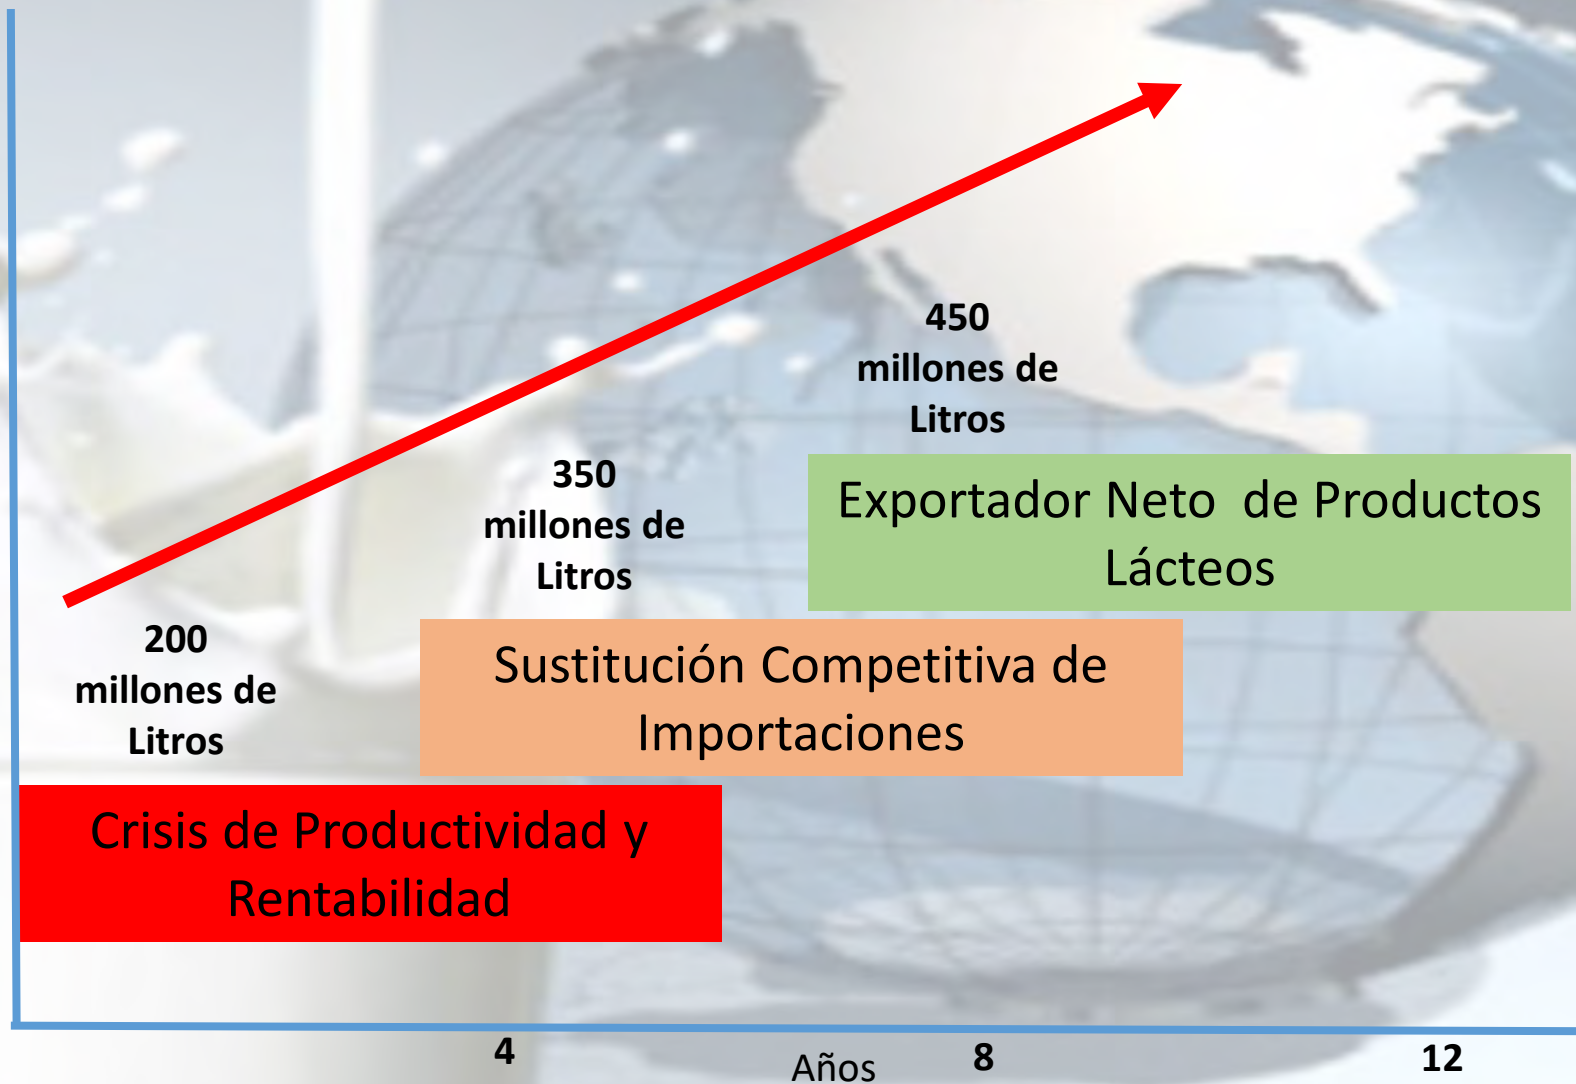 450
millones de
Litros
350
millones de
Litros
Exportador Neto de Productos
Lácteos
200
millones de
Litros
Sustitución Competitiva de
Importaciones
Crisis de Productividad y
Rentabilidad
4
Años
8
12